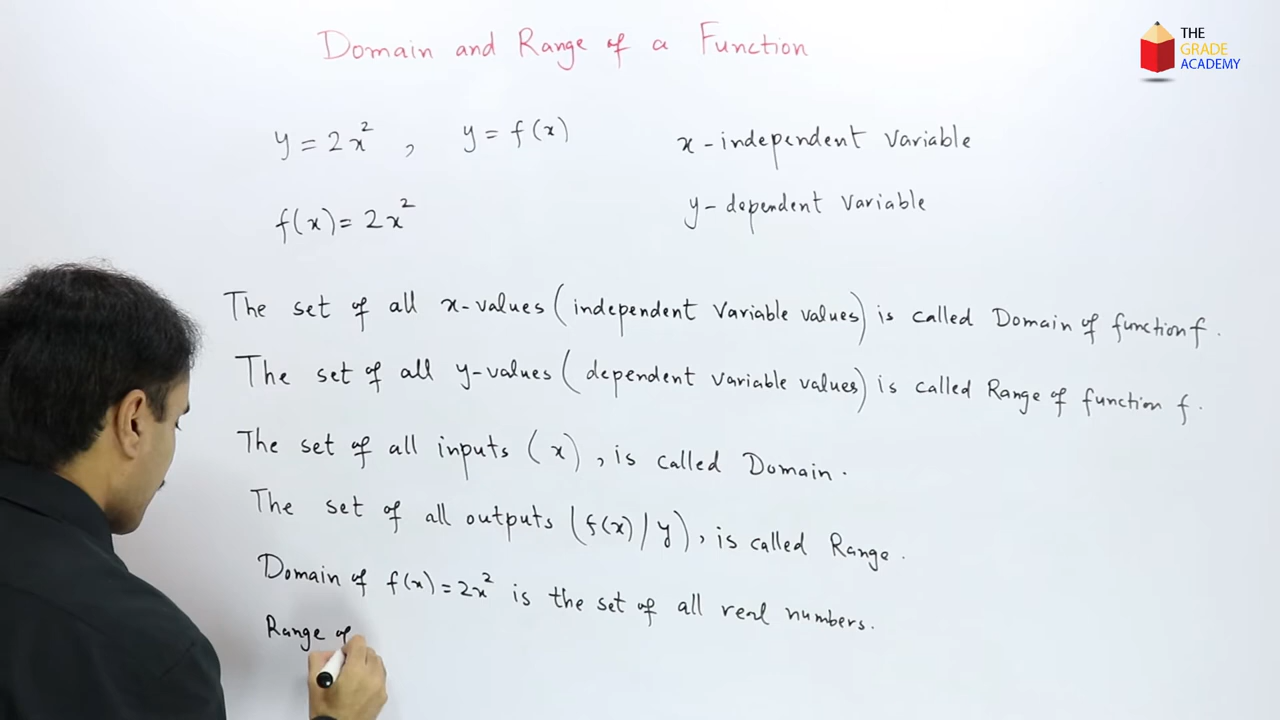 Domain and Range of a Function
THE
GRADE
ACADEMY
y = 2x² , y = f(x) x - independent variable
f(x) = 2x² y - dependent variable
The set of all x-values (independent variable values) is called Domain of function f.
The set of all y-values (dependent variable values) is called Range of function f.
The set of all inputs (x), is called Domain.
The set of all outputs (f(x)/y), is called Range.
Domain of f(x) = 2x² is the set of all real numbers.
Range of